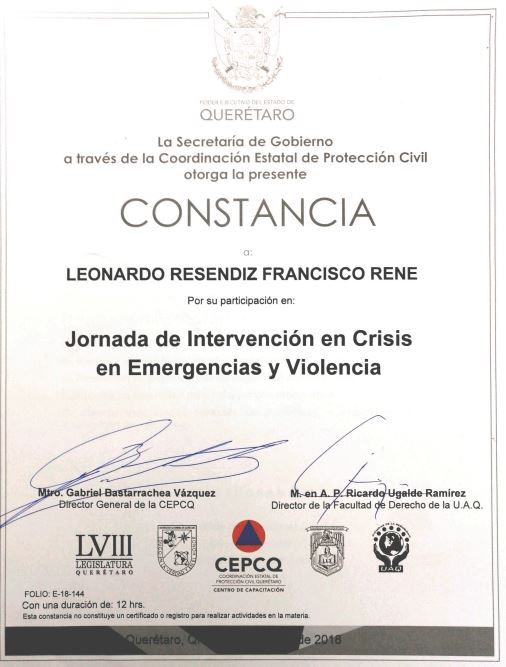 PODER EJECUTIVO DEL ESTADO DE
QUERÉTARO
La Secretaría de Gobierno
a través de la Coordinación Estatal de Protección Civil
otorga la presente
CONSTANCIA
a:
LEONARDO RESENDIZ FRANCISCO RENE
Por su participación en:
Jornada de Intervención en Crisis
en Emergencias y Violencia
Mtro. Gabriel Bastarrachea Vázquez
Director General de la CEPCQ
M. en A. P. Ricardo Ugalde Ramirez
Director de la Facultad de Derecho de la U.A.Q.
LVIII
LEGISLATURA
QUERÉTARO
CEPCQ
COORDINACIÓN ESTATAL DE
PROTECCIÓN CIVIL QUERÉTARO
CENTRO DE CAPACITACIÓN
UAQ
FOLIO: E-18-144
Con una duración de: 12 hrs.
Esta constancia no constituye un certificado o registro para realizar actividades en la materia.
Querétaro, de 2018